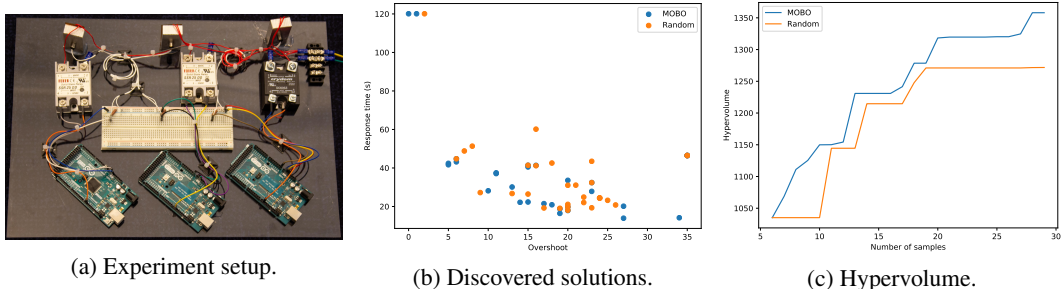 120
100
80
60
40
20
Response time (s)
MOBO
Random
0
5
10
15
20
25
30
35
Overshoot
1350
1300
1250
1200
1150
1100
1050
Hypervolume
MOBO
Random
5
10
15
20
25
30
Number of samples
(a) Experiment setup.
(b) Discovered solutions.
(c) Hypervolume.